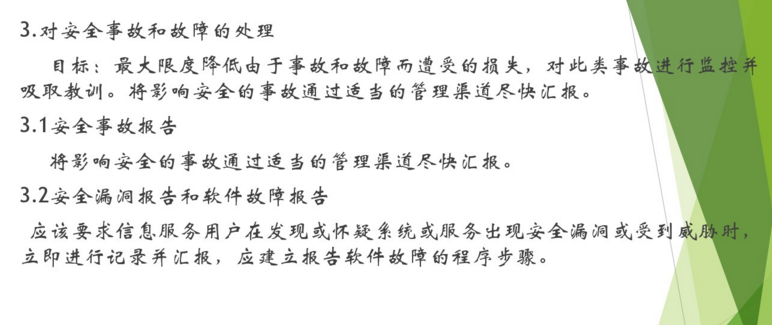 3.对安全事故和故障的处理
目标：最大限度降低由于事故和故障而遭受的损失，对此类事故进行监控并
吸取教训。将影响安全的事故通过适当的管理渠道尽快汇报。
3.1安全事故报告
将影响安全的事故通过适当的管理渠道尽快汇报。
3.2安全漏洞报告和软件故障报告
应该要求信息服务用户在发现或怀疑系统或服务出现安全漏洞或受到威胁时，
立即进行记录并汇报，应建立报告软件故障的程序步骤。